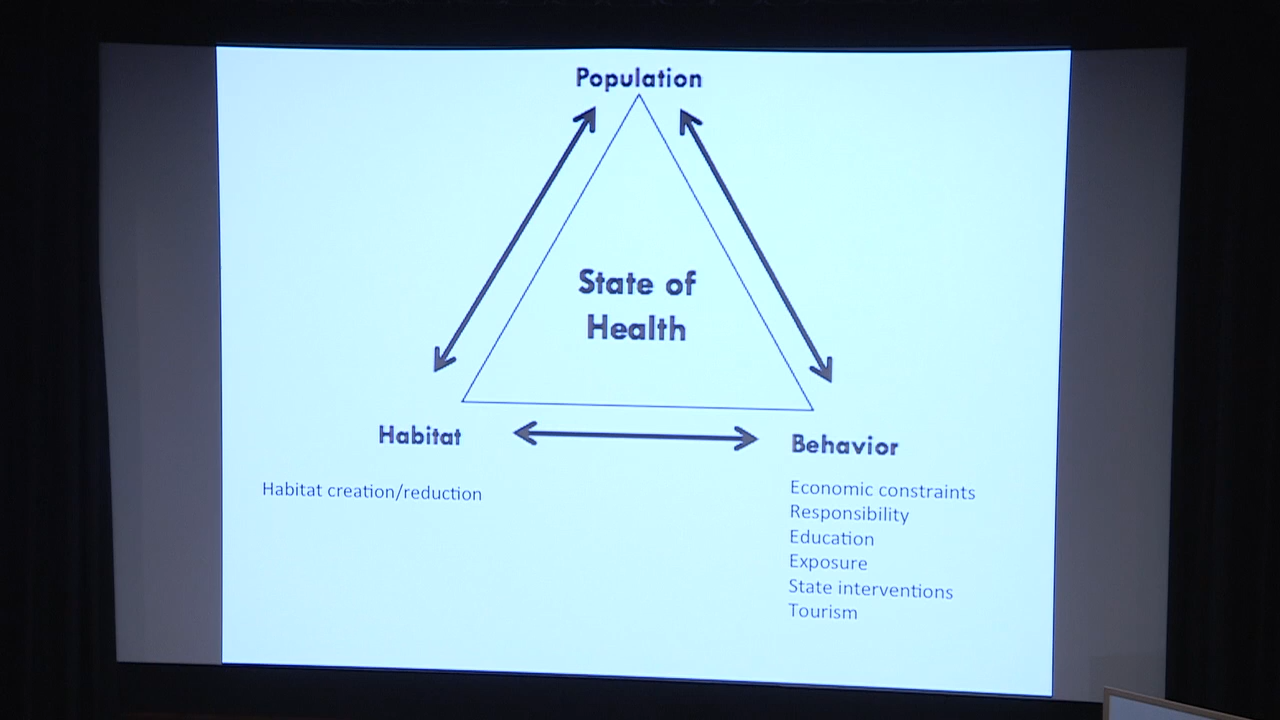 Population
State of
Health
Habitat
Behavior
Habitat creation/reduction
Economic constraints
Responsibility
Education
Exposure
State interventions
Tourism